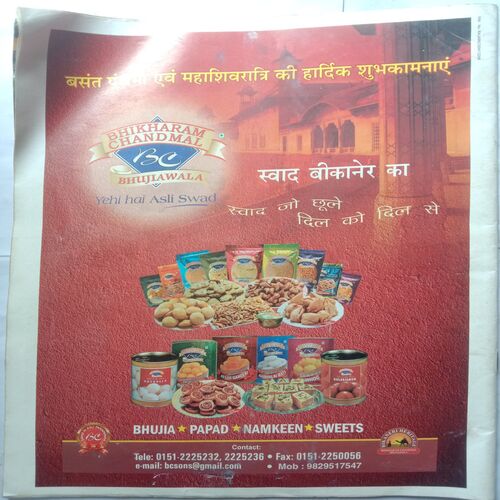 बसंत पंचमी एवं महाशिवरात्रि की हार्दिक शुभकामनाएं
BHIKHARAM
CHANDMAL
BC
BHUJIAWALA
Yehi hai Asli Swad
स्वाद बीकानेर का
स्वाद जो छूले
दिल को दिल से
BHUJIA ★ PAPAD ★ NAMKEEN ★ SWEETS
Contact:
Tele: 0151-2225232, 2225236 • Fax: 0151-2250056
e-mail: bcsons@gmail.com • Mob : 9829517547